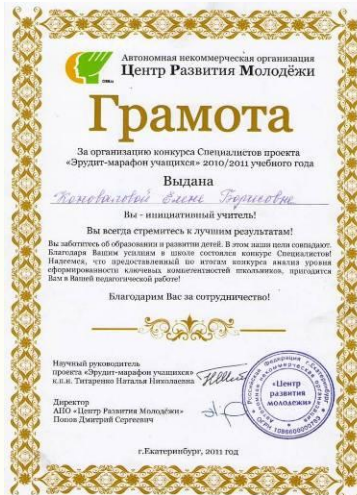 Автономная некоммерческая организация
Центр Развития Молодёжи
Грамота
За организацию конкурса Специалистов проекта
«Эрудит-марафон учащихся» 2010/2011 учебного года
Выдана
Коноваловой Елене Борисовне
Вы - инициативный учитель!
Вы всегда стремитесь к лучшим результатам!
Вы заботитесь об образовании и развитии детей. В этом наши цели совпадают.
Благодаря Вашим усилиям в школе состоялся конкурс Специалистов!
Надеемся, что предоставленный по итогам конкурса анализ уровня
сформированности ключевых компетентностей школьников, пригодится
Вам в Вашей педагогической работе!
Благодарим Вас за сотрудничество!
Научный руководитель
проекта «Эрудит-марафон учащихся»
к.п.н. Титаренко Наталья Николаевна
Директор
АНО «Центр Развития Молодёжи»
Попов Дмитрий Сергеевич
«Центр
развития
молодежи»
г.Екатеринбург, 2011 год